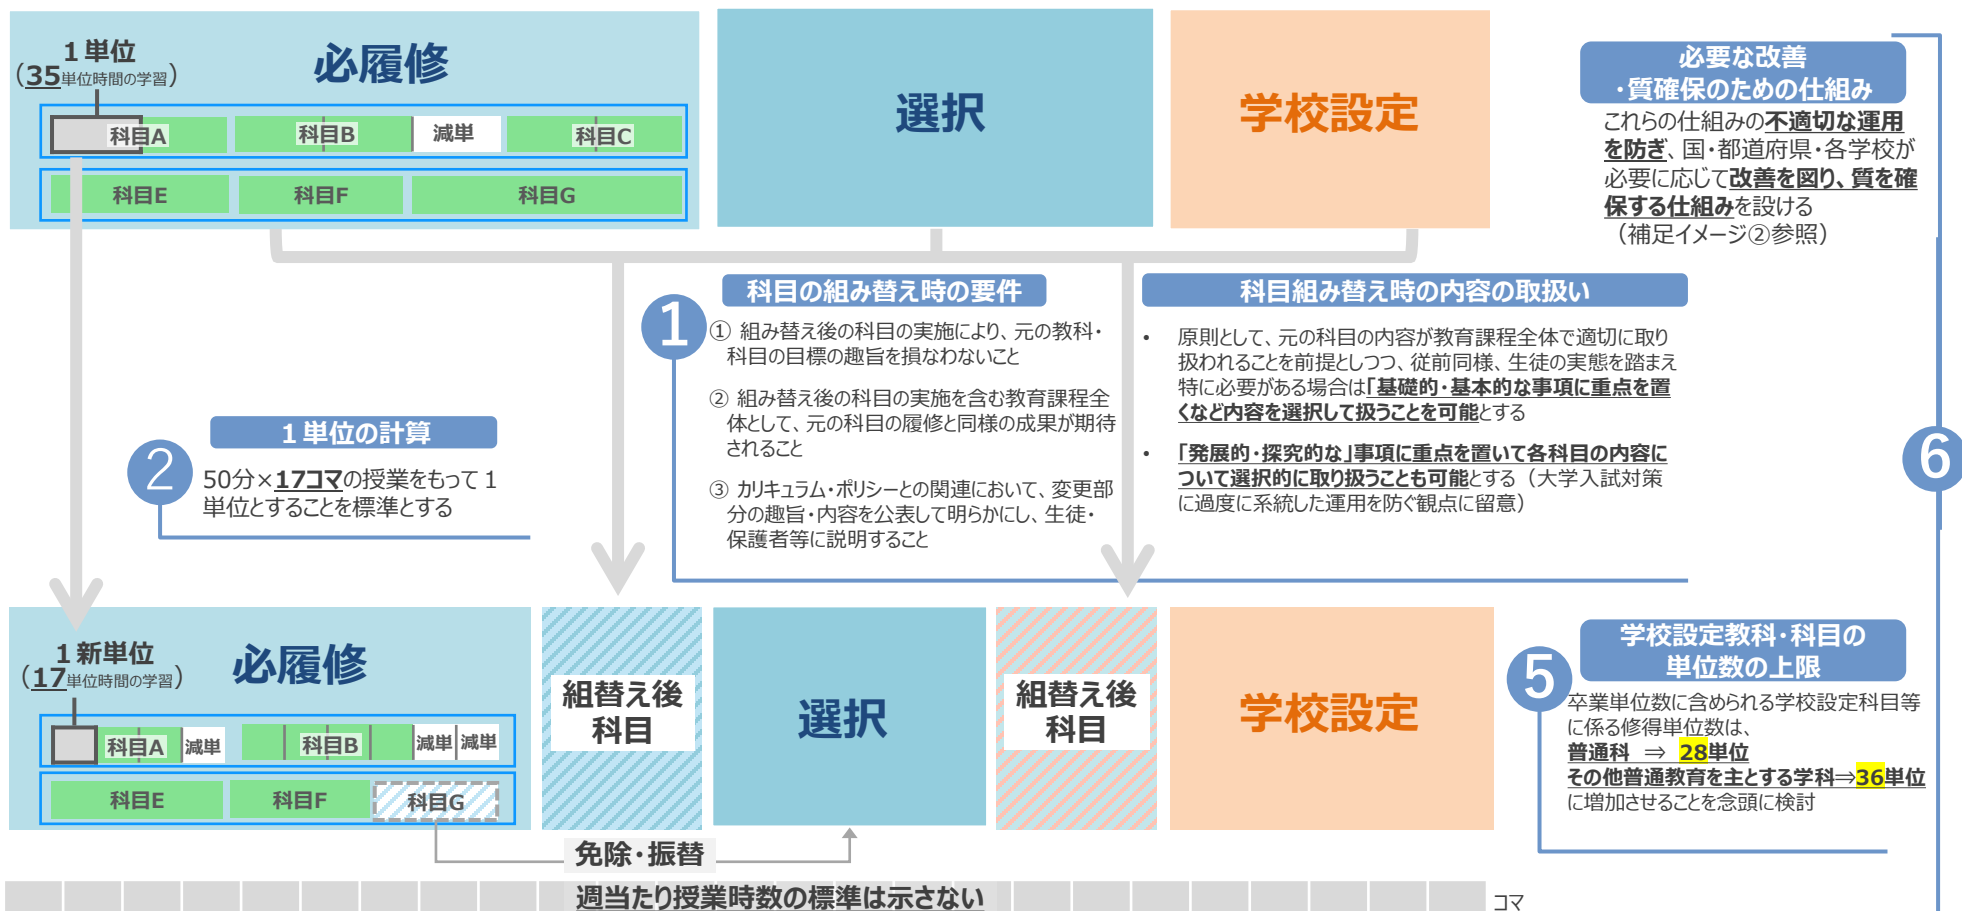 1単位
（35単位時間の学習）
必履修
科目A
科目B
減単
科目C
科目E
科目F
科目G
選択
学校設定
必要な改善
・質確保のための仕組み
これらの仕組みの不適切な運用
を防ぎ、国・都道府県・各学校が
必要に応じて改善を図り、質を確
保する仕組みを設ける
（補足イメージ②参照）
6
1
科目の組み替え時の要件
① 組み替え後の科目の実施により、元の教科・
科目の目標の趣旨を損なわないこと
② 組み替え後の科目の実施を含む教育課程全
体として、元の科目の履修と同様の成果が期待
されること
③ カリキュラム・ポリシーとの関連において、変更部
分の趣旨・内容を公表して明らかにし、生徒・
保護者等に説明すること
科目組み替え時の内容の取扱い
• 原則として、元の科目の内容が教育課程全体で適切に取り
扱われることを前提としつつ、従前同様、生徒の実態を踏まえ
特に必要がある場合は「基礎的・基本的な事項に重点を置
くなど内容を選択して扱うことを可能とする
• 「発展的・探究的な」事項に重点を置いて各科目の内容に
ついて選択的に取り扱うことも可能とする（大学入試対策
に過度に系統した運用を防ぐ観点に留意）
2
1単位の計算
50分×17コマの授業をもって1
単位とすることを標準とする
1新単位
（17単位時間の学習）
必履修
科目A
減単
科目B
減単
減単
科目E
科目F
科目G
組替え後
科目
選択
組替え後
科目
学校設定
5
学校設定教科・科目の
単位数の上限
卒業単位数に含められる学校設定科目等
に係る修得単位数は、
普通科 ⇒ 28単位
その他普通教育を主とする学科⇒36単位
に増加させることを念頭に検討
免除・振替
週当たり授業時数の標準は示さない
コマ